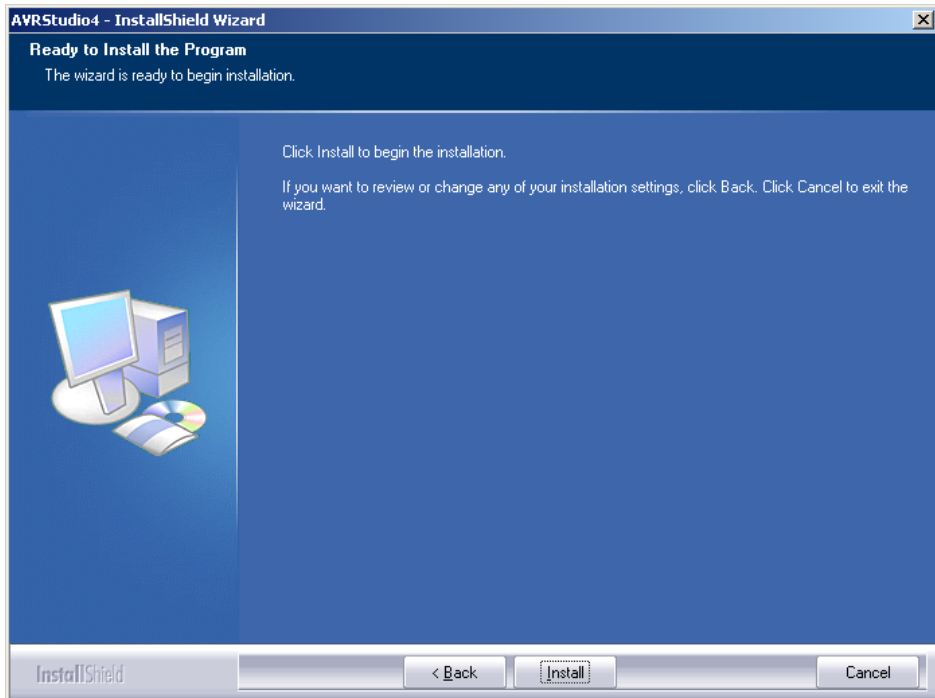 AVRStudio4 - InstallShield Wizard
Ready to Install the Program
The wizard is ready to begin installation.
Click Install to begin the installation.
If you want to review or change any of your installation settings, click Back. Click Cancel to exit the
wizard.
InstallShield
< Back
Install
Cancel